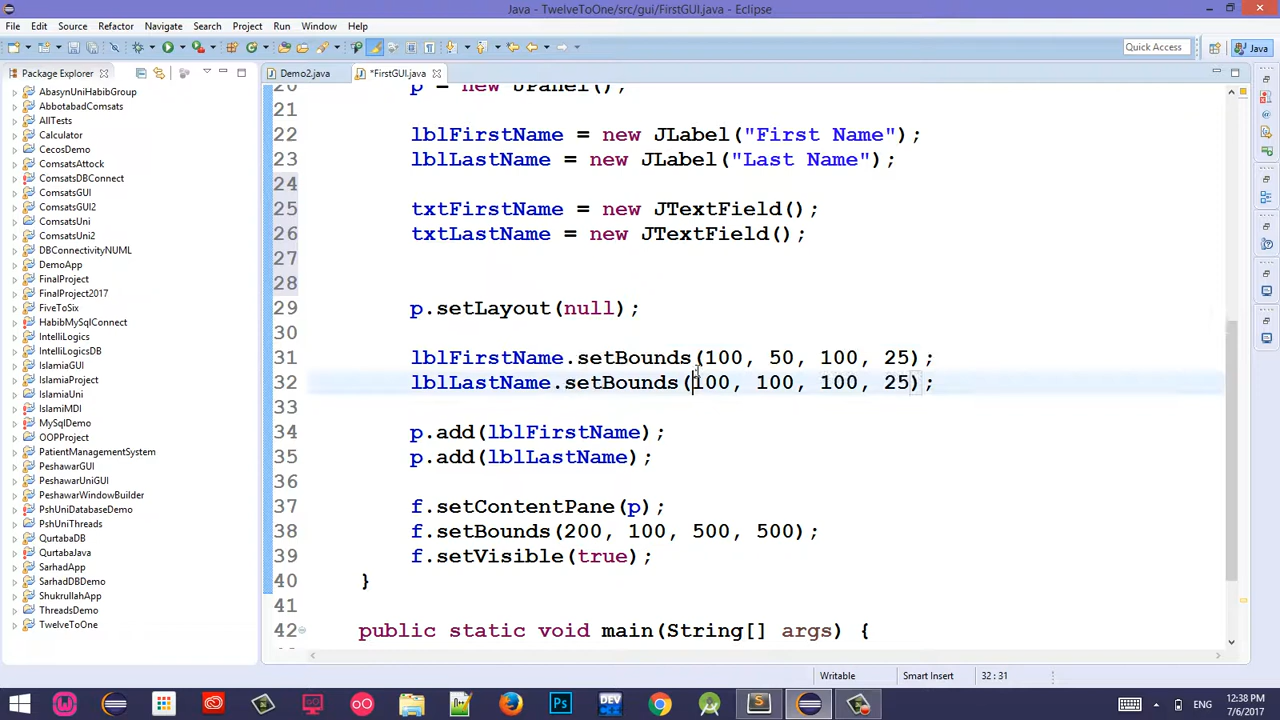 Java - TwelveToOne/src/gui/FirstGUI.java - Eclipse
File Edit Source Refactor Navigate Search Project Run Window Help
Quick Access
Java
Package Explorer
Demo2.java
*FirstGUI.java
AbasynUniHabibGroup
AbbotabadComsats
AllTests
Calculator
CecosDemo
ComsatsAttock
ComsatsDBConnect
ComsatsGUI
ComsatsGUI2
ComsatsUni
ComsatsUni2
DBConnectivityNUML
DemoApp
FinalProject
FinalProject2017
FiveToSix
HabibMySqlConnect
IntelliLogics
IntelliLogicsDB
IslamiaGUI
IslamiaProject
IslamiaUni
IslamiMDI
MySqlDemo
OOPProject
PatientManagementSystem
PeshawarGUI
PeshawarUniGUI
PeshawarWindowBuilder
PshUniDatabaseDemo
PshUniThreads
QurtabaDB
QurtabaJava
SarhadApp
SarhadDBDemo
ShukrullahApp
ThreadsDemo
TwelveToOne
20 p = new JPanel();
21
22 lblFirstName = new JLabel("First Name");
23 lblLastName = new JLabel("Last Name");
24
25 txtFirstName = new JTextField();
26 txtLastName = new JTextField();
27
28
29 p.setLayout(null);
30
31 lblFirstName.setBounds(100, 50, 100, 25);
32 lblLastName.setBounds(100, 100, 100, 25);
33
34 p.add(lblFirstName);
35 p.add(lblLastName);
36
37 f.setContentPane(p);
38 f.setBounds(200, 100, 500, 500);
39 f.setVisible(true);
40 }
41
42 public static void main(String[] args) {
Writable Smart Insert 32 : 31
ENG
12:38 PM
7/6/2017